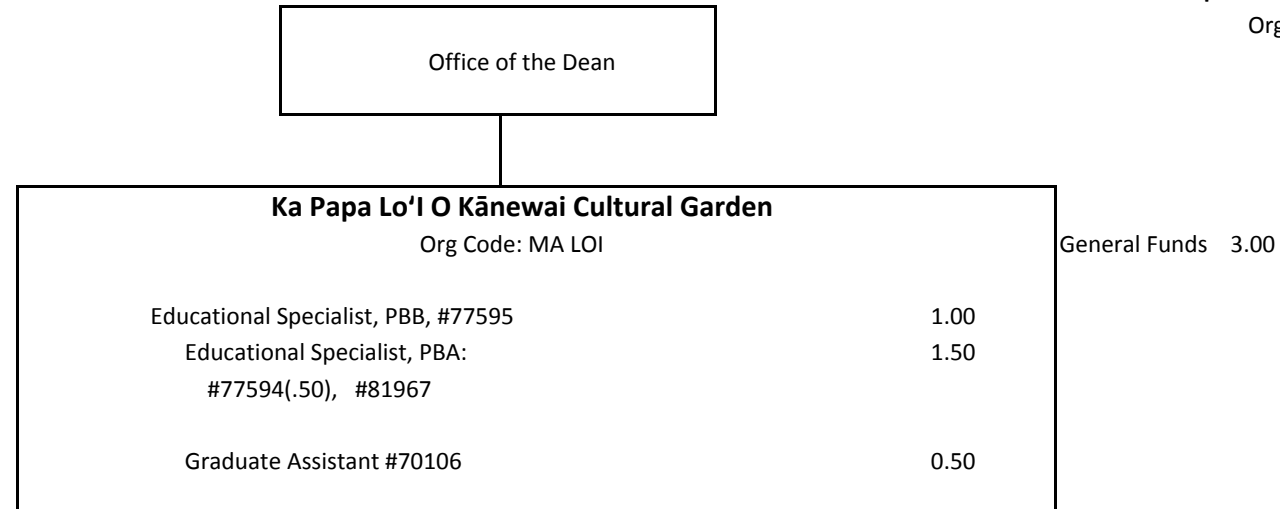 Org
Office of the Dean
Ka Papa LoʻI O Kānewai Cultural Garden
Org Code: MA LOI General Funds 3.00
Educational Specialist, PBB, #77595 1.00
Educational Specialist, PBA: 1.50
#77594(.50), #81967
Graduate Assistant #70106 0.50